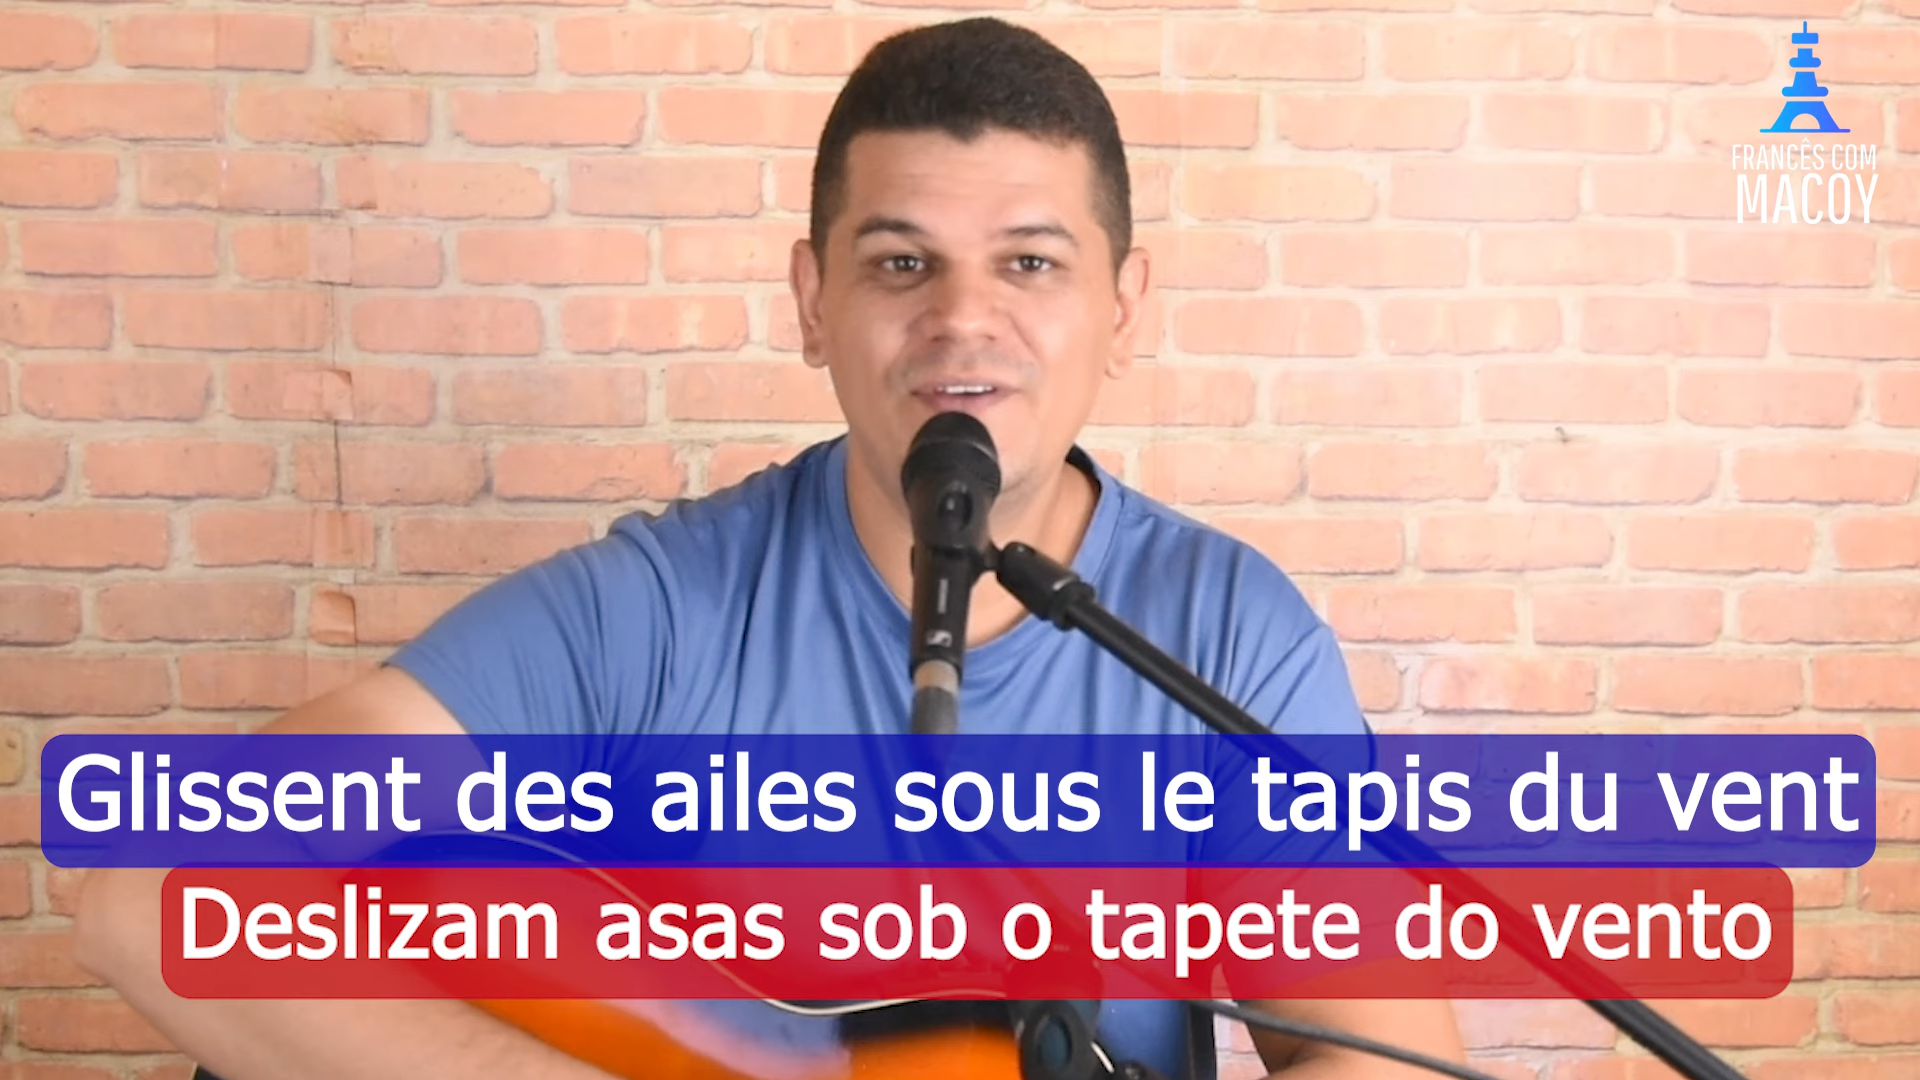 FRANCÊS COM
MACOY
Glissent des ailes sous le tapis du vent
Deslizam asas sob o tapete do vento